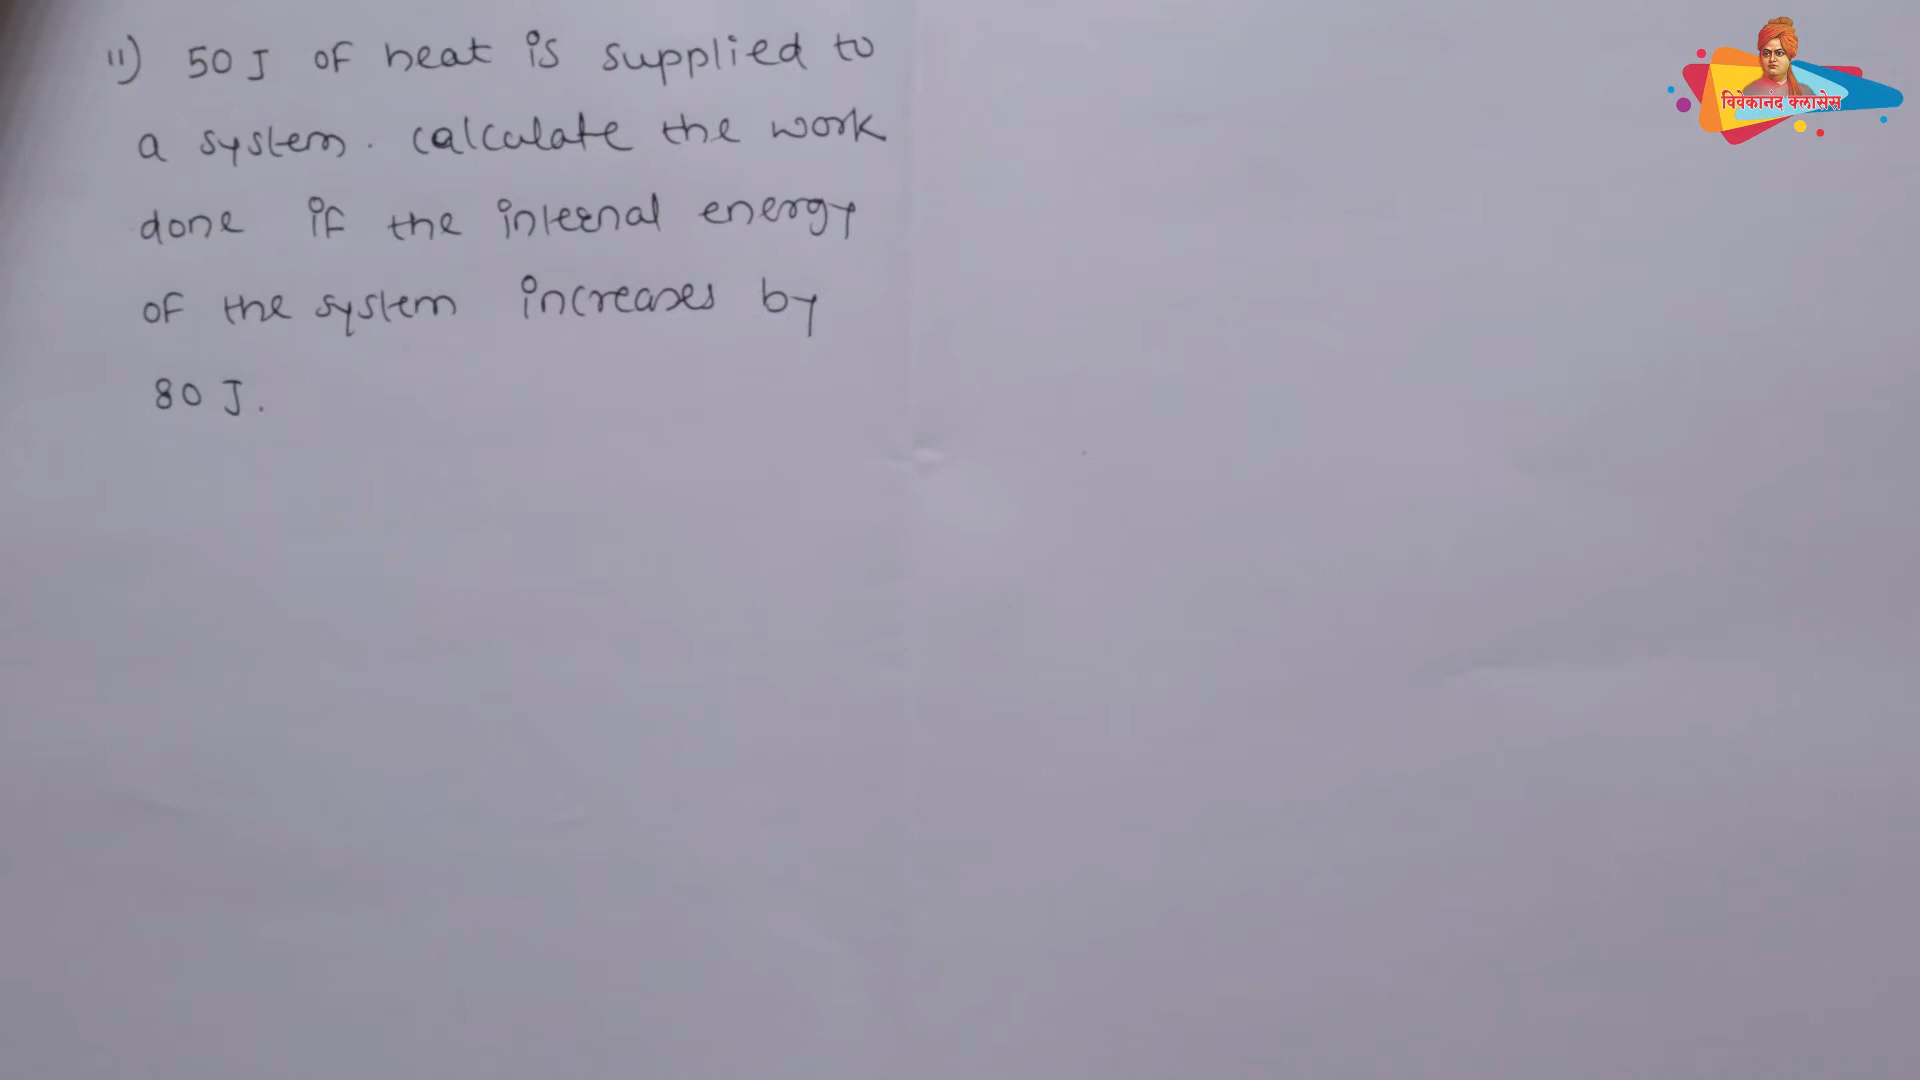 11) 50 J of heat is supplied to
a system. calculate the work
done if the internal energy
of the system increases by
80 J.
विवेकानंद क्लासेस